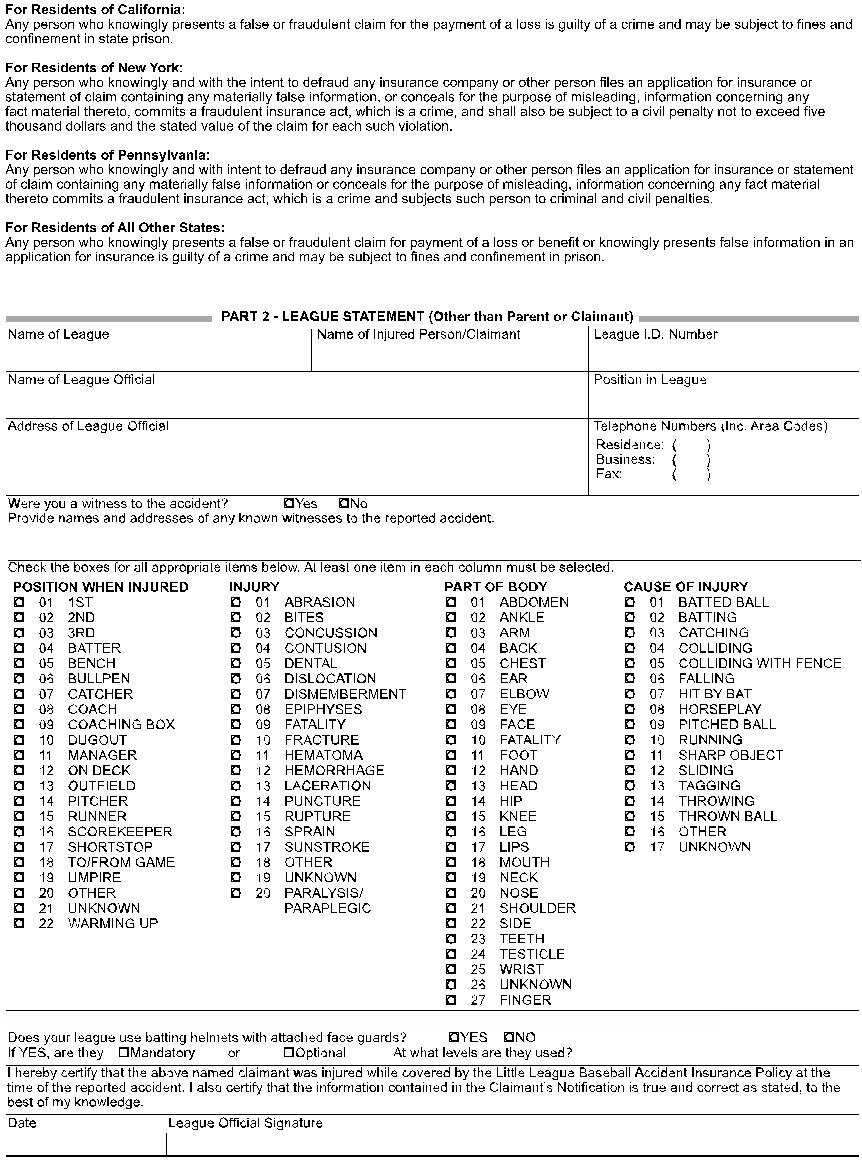 For Residents of California:
Any person who knowingly presents a false or fraudulent claim for the payment of a loss is guilty of a crime and may be subject to fines and
confinement in state prison.
For Residents of New York:
Any person who knowingly and with the intent to defraud any insurance company or other person files an application for insurance or
statement of claim containing any materially false information, or conceals for the purpose of misleading, information concerning any
fact material thereto, commits a fraudulent insurance act, which is a crime, and shall also be subject to a civil penalty not to exceed five
thousand dollars and the stated value of the claim for each such violation.
For Residents of Pennsylvania:
Any person who knowingly and with intent to defraud any insurance company or other person files an application for insurance or statement
of claim containing any materially false information or conceals for the purpose of misleading, information concerning any fact material
thereto commits a fraudulent insurance act, which is a crime and subjects such person to criminal and civil penalties.
For Residents of All Other States:
Any person who knowingly presents a false or fraudulent claim for payment of a loss or benefit or knowingly presents false information in an
application for insurance is guilty of a crime and may be subject to fines and confinement in prison.
PART 2 - LEAGUE STATEMENT (Other than Parent or Claimant)
Name of League Name of Injured Person/Claimant League I.D. Number
Name of League Official Position in League
Address of League Official Telephone Numbers (Inc. Area Codes)
Residence: ( )
Business: ( )
Fax: ( )
Were you a witness to the accident? Yes No
Provide names and addresses of any known witnesses to the reported accident.
Check the boxes for all appropriate items below. At least one item in each column must be selected.
POSITION WHEN INJURED INJURY PART OF BODY CAUSE OF INJURY
01 1ST 01 ABRASION 01 ABDOMEN 01 BATTED BALL
02 2ND 02 BITES 02 ANKLE 02 BATTING
03 3RD 03 CONCUSSION 03 ARM 03 CATCHING
04 BATTER 04 CONTUSION 04 BACK 04 COLLIDING
05 BENCH 05 DENTAL 05 CHEST 05 COLLIDING WITH FENCE
06 BULLPEN 06 DISLOCATION 06 EAR 06 FALLING
07 CATCHER 07 DISMEMBERMENT 07 ELBOW 07 HIT BY BAT
08 COACH 08 EPIPHYSES 08 EYE 08 HORSEPLAY
09 COACHING BOX 09 FATALITY 09 FACE 09 PITCHED BALL
10 DUGOUT 10 FRACTURE 10 FATALITY 10 RUNNING
11 MANAGER 11 HEMATOMA 11 FOOT 11 SHARP OBJECT
12 ON DECK 12 HEMORRHAGE 12 HAND 12 SLIDING
13 OUTFIELD 13 LACERATION 13 HEAD 13 TAGGING
14 PITCHER 14 PUNCTURE 14 HIP 14 THROWING
15 RUNNER 15 RUPTURE 15 KNEE 15 THROWN BALL
16 SCOREKEEPER 16 SPRAIN 16 LEG 16 OTHER
17 SHORTSTOP 17 SUNSTROKE 17 LIPS 17 UNKNOWN
18 TO/FROM GAME 18 OTHER 18 MOUTH
19 UMPIRE 19 UNKNOWN 19 NECK
20 OTHER 20 PARALYSIS/ 20 NOSE
21 UNKNOWN PARAPLEGIC 21 SHOULDER
22 WARMING UP 22 SIDE
23 TEETH
24 TESTICLE
25 WRIST
26 UNKNOWN
27 FINGER
Does your league use batting helmets with attached face guards? YES NO
If YES, are they Mandatory or Optional At what levels are they used?
I hereby certify that the above named claimant was injured while covered by the Little League Baseball Accident Insurance Policy at the
time of the reported accident. I also certify that the information contained in the Claimant's Notification is true and correct as stated, to the
best of my knowledge.
Date League Official Signature